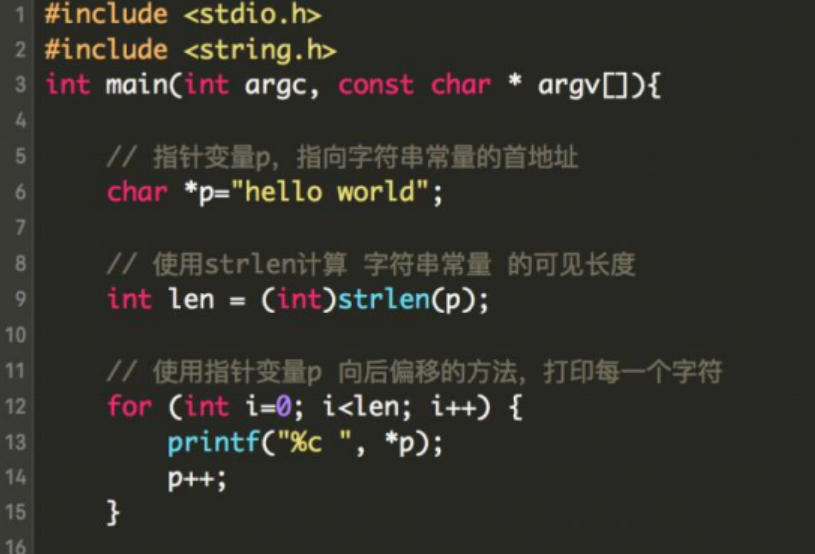 1 #include <stdio.h>
2 #include <string.h>
3 int main(int argc, const char * argv[]){
4
5 // 指针变量p，指向字符串常量的首地址
6 char *p="hello world";
7
8 // 使用strlen计算 字符串常量 的可见长度
9 int len = (int)strlen(p);
10
11 // 使用指针变量p 向后偏移的方法，打印每一个字符
12 for (int i=0; i<len; i++) {
13 printf("%c ", *p);
14 p++;
15 }
16